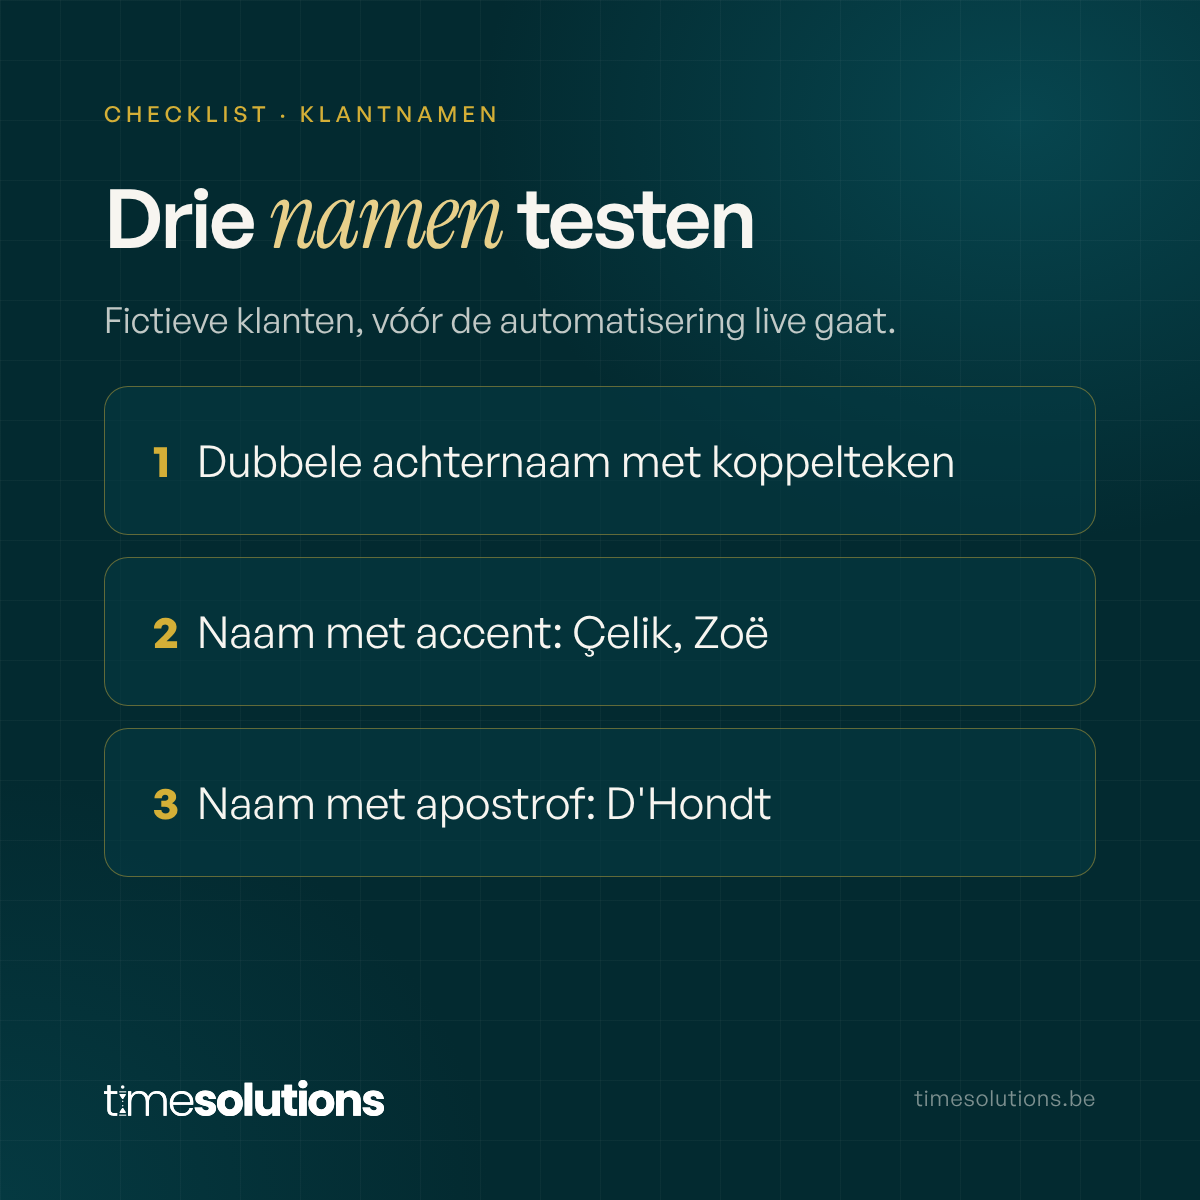 CHECKLIST · KLANTNAMEN
Drie namen testen
Fictieve klanten, vóór de automatisering live gaat.
1 Dubbele achternaam met koppelteken
2 Naam met accent: Çelik, Zoë
3 Naam met apostrof: D'Hondt
timesolutions
timesolutions.be